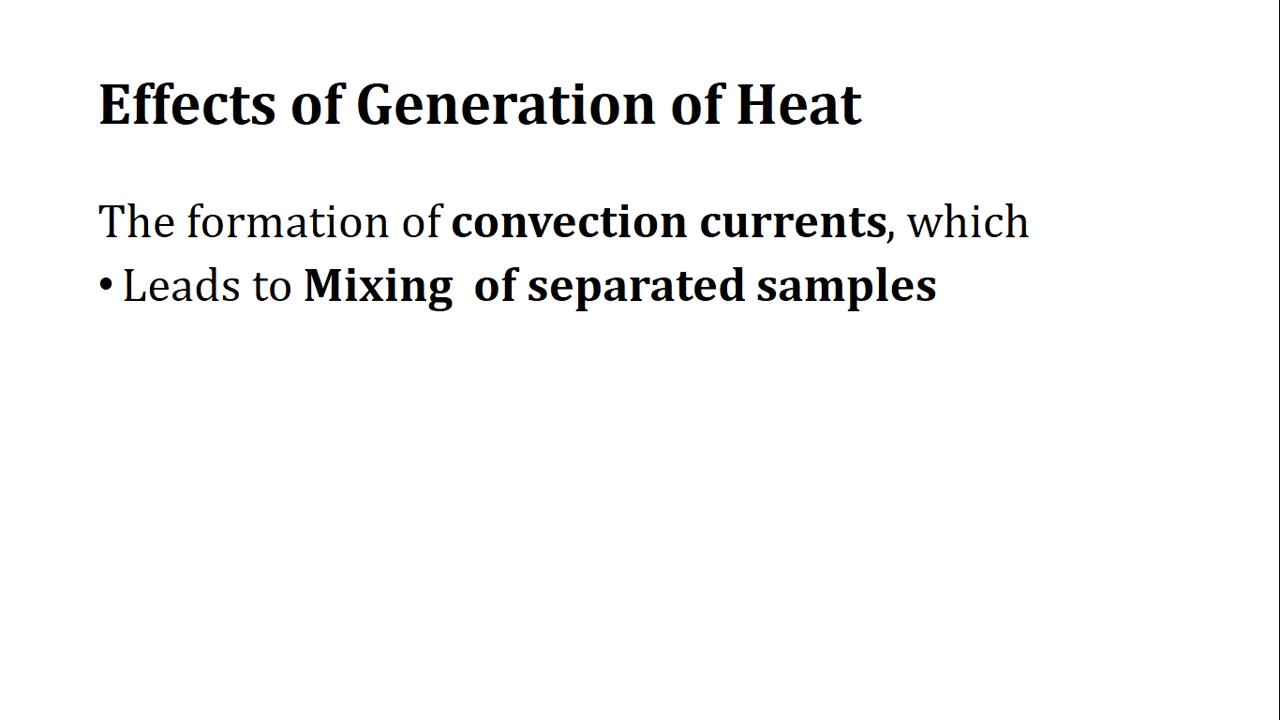 Effects of Generation of Heat
The formation of convection currents, which
• Leads to Mixing  of separated samples